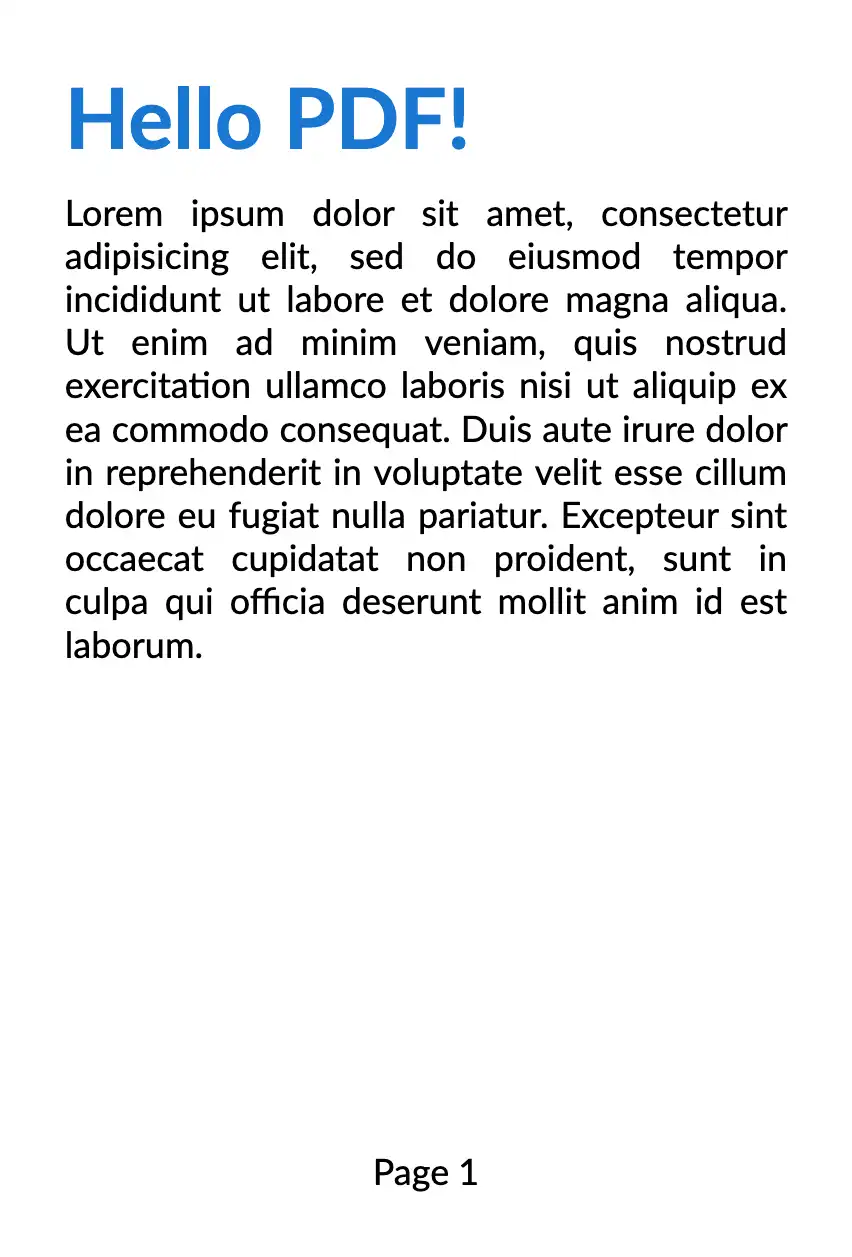 Hello PDF!
Lorem ipsum dolor sit amet, consectetur
adipisicing elit, sed do eiusmod tempor
incididunt ut labore et dolore magna aliqua.
Ut enim ad minim veniam, quis nostrud
exercitation ullamco laboris nisi ut aliquip ex
ea commodo consequat. Duis aute irure dolor
in reprehenderit in voluptate velit esse cillum
dolore eu fugiat nulla pariatur. Excepteur sint
occaecat cupidatat non proident, sunt in
culpa qui officia deserunt mollit anim id est
laborum.
Page 1